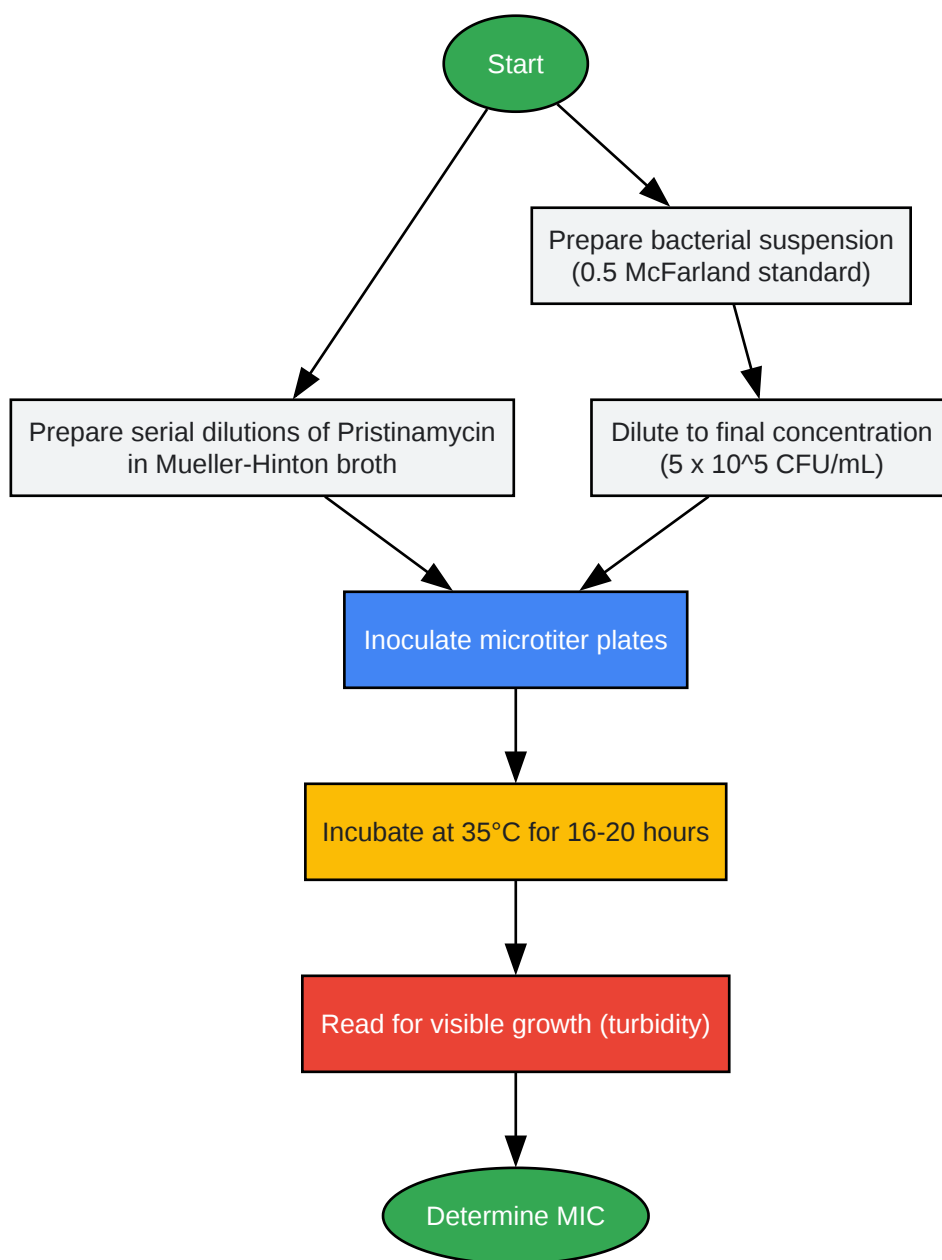 Start
Prepare bacterial suspension
(0.5 McFarland standard)
Prepare serial dilutions of Pristinamycin
in Mueller-Hinton broth
Dilute to final concentration
(5 x 10^5 CFU/mL)
Inoculate microtiter plates
Incubate at 35°C for 16-20 hours
Read for visible growth (turbidity)
Determine MIC